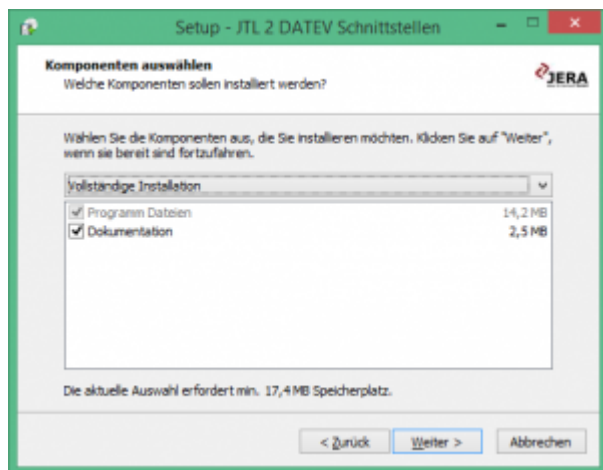 Setup - JTL 2 DATEV Schnittstellen
Komponenten auswählen
Welche Komponenten sollen installiert werden?
JERA
Wählen Sie die Komponenten aus, die Sie installieren möchten. Klicken Sie auf "Weiter",
wenn sie bereit sind fortzufahren.
Vollständige Installation
Programm Dateien 14,2 MB
Dokumentation 2,5 MB
Die aktuelle Auswahl erfordert min. 17,4 MB Speicherplatz.
< Zurück Weiter > Abbrechen